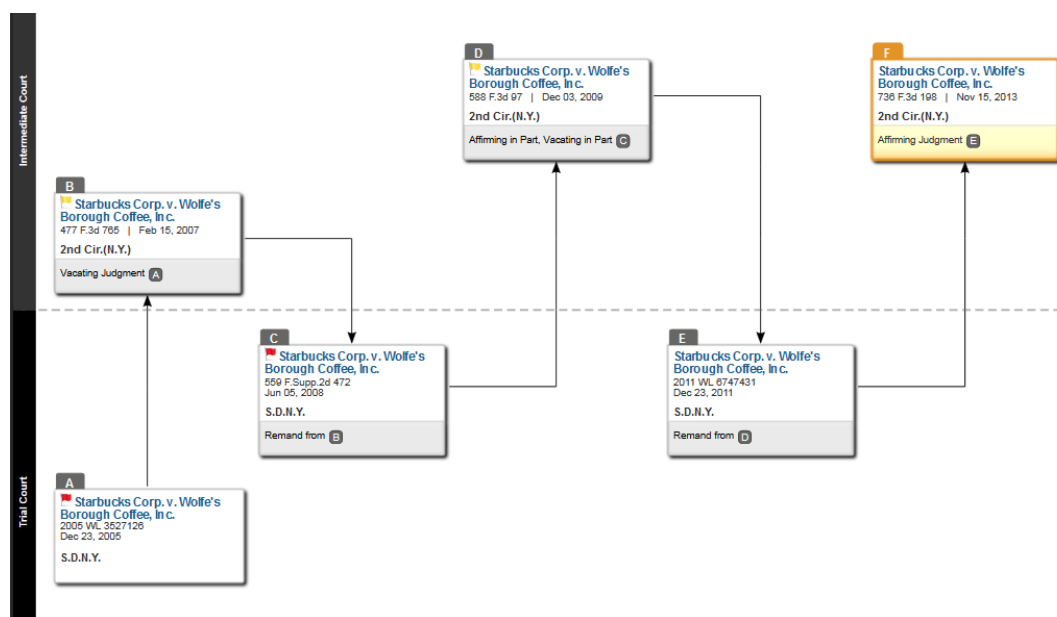 Intermediate Court
D
Starbucks Corp. v. Wolfe's
Borough Coffee, Inc.
588 F.3d 97 | Dec 03, 2009
2nd Cir.(N.Y.)
Affirming in Part, Vacating in Part C
F
Starbucks Corp. v. Wolfe's
Borough Coffee, Inc.
736 F.3d 198 | Nov 15, 2013
2nd Cir.(N.Y.)
Affirming Judgment E
B
Starbucks Corp. v. Wolfe's
Borough Coffee, Inc.
477 F.3d 765 | Feb 15, 2007
2nd Cir.(N.Y.)
Vacating Judgment A
Trial Court
C
Starbucks Corp. v. Wolfe's
Borough Coffee, Inc.
559 F.Supp.2d 472
Jun 05, 2008
S.D.N.Y.
Remand from B
E
Starbucks Corp. v. Wolfe's
Borough Coffee, Inc.
2011 WL 6747431
Dec 23, 2011
S.D.N.Y.
Remand from D
A
Starbucks Corp. v. Wolfe's
Borough Coffee, Inc.
2005 WL 3527126
Dec 23, 2005
S.D.N.Y.